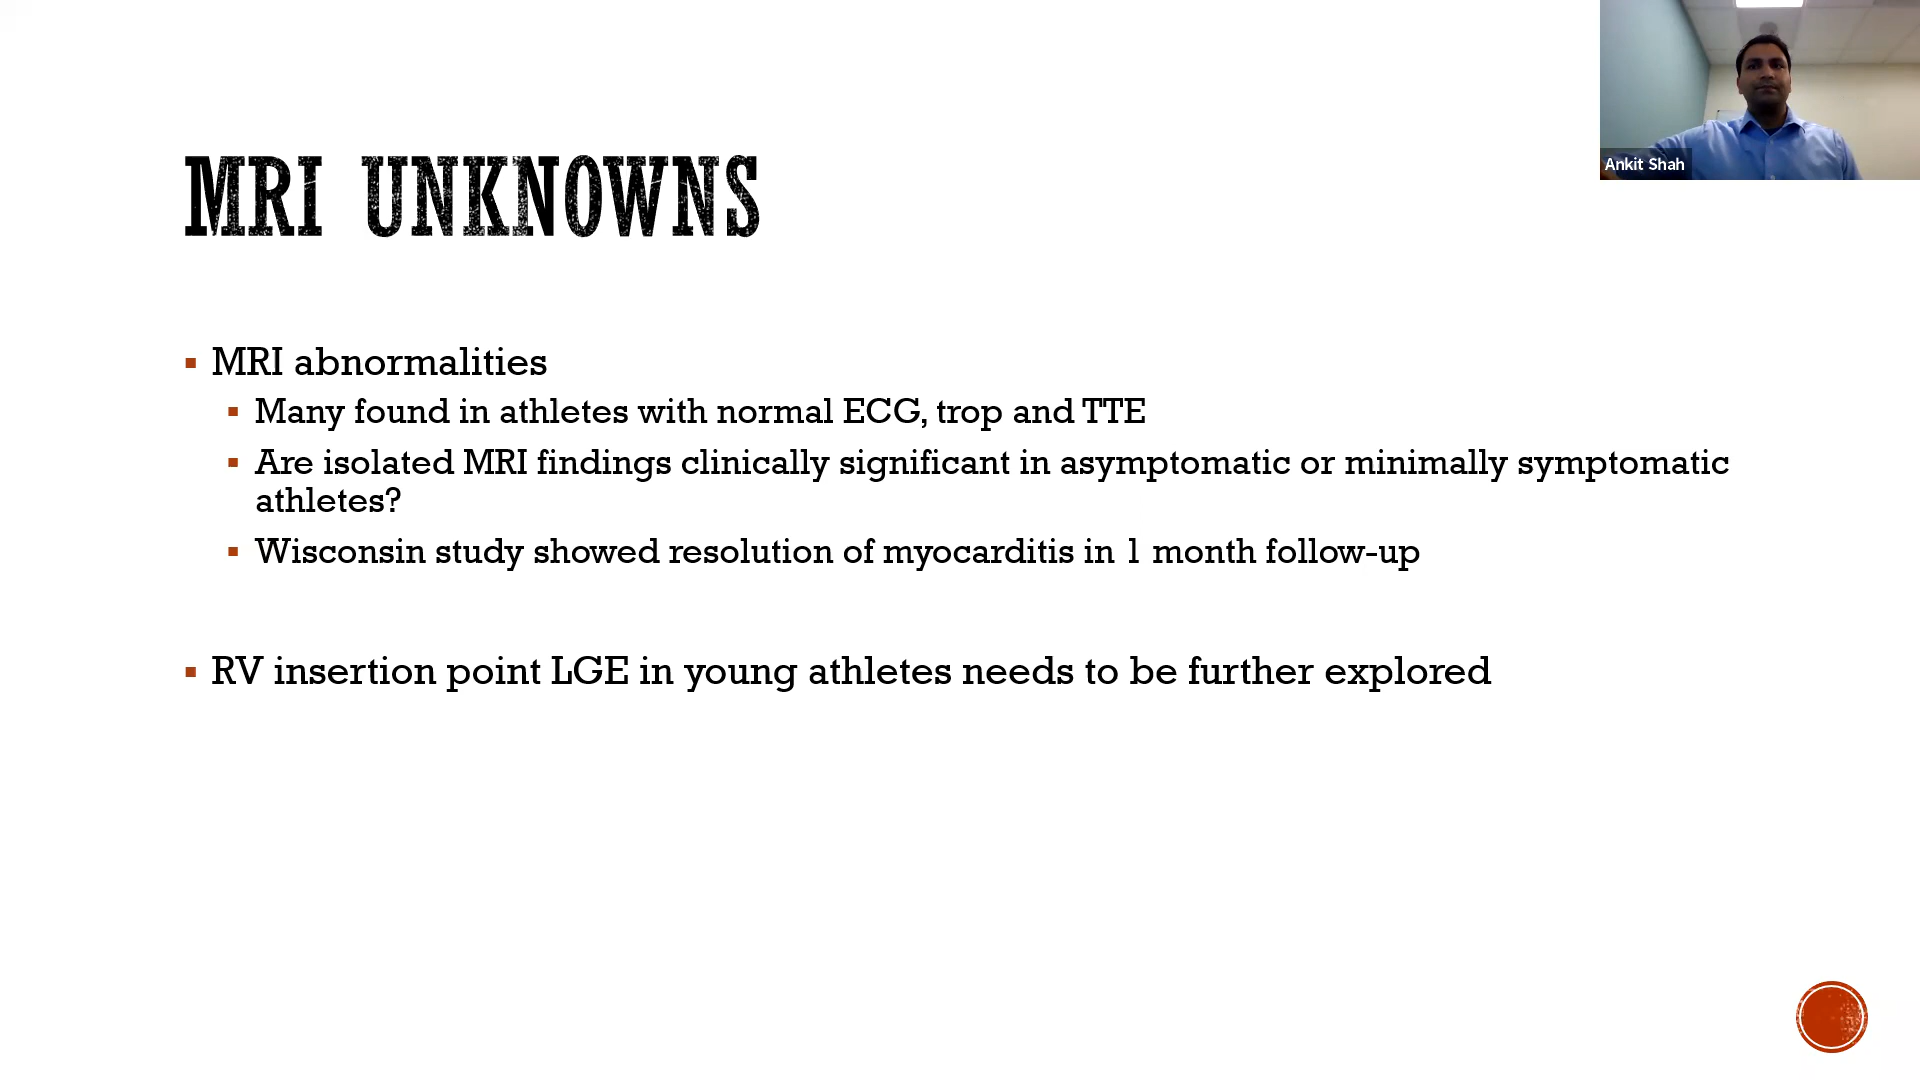 Ankit Shah
MRI UNKNOWNS
MRI abnormalities
Many found in athletes with normal ECG, trop and TTE
Are isolated MRI findings clinically significant in asymptomatic or minimally symptomatic
athletes?
Wisconsin study showed resolution of myocarditis in 1 month follow-up
RV insertion point LGE in young athletes needs to be further explored